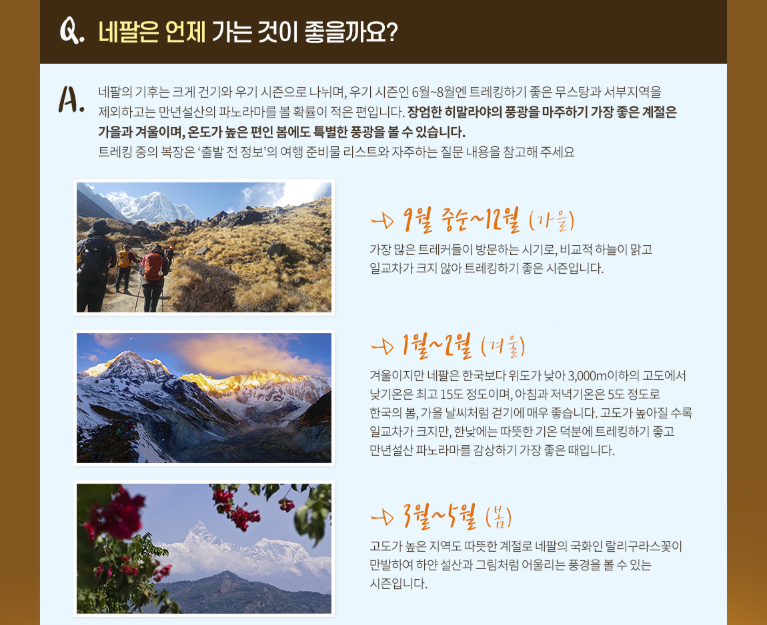 Q. 네팔은 언제 가는 것이 좋을까요?
A. 네팔의 기후는 크게 건기와 우기 시즌으로 나뉘며, 우기 시즌인 6월~8월엔 트레킹하기 좋은 무스탕과 서부지역을
제외하고는 만년설산의 파노라마를 볼 확률이 적은 편입니다. 장엄한 히말라야의 풍광을 마주하기 가장 좋은 계절은
가을과 겨울이며, 온도가 높은 편인 봄에도 특별한 풍광을 볼 수 있습니다.
트레킹 중의 복장은 ‘출발 전 정보’의 여행 준비물 리스트와 자주하는 질문 내용을 참고해 주세요
9월 중순~12월 (가을)
가장 많은 트레커들이 방문하는 시기로, 비교적 하늘이 맑고
일교차가 크지 않아 트레킹하기 좋은 시즌입니다.
1월~2월 (겨울)
겨울이지만 네팔은 한국보다 위도가 낮아 3,000m이하의 고도에서
낮기온은 최고 15도 정도이며, 아침과 저녁기온은 5도 정도로
한국의 봄, 가을 날씨처럼 걷기에 매우 좋습니다. 고도가 높아질 수록
일교차가 크지만, 한낮에는 따뜻한 기온 덕분에 트레킹하기 좋고
만년설산 파노라마를 감상하기 가장 좋은 때입니다.
3월~5월 (봄)
고도가 높은 지역도 따뜻한 계절로 네팔의 국화인 랄리구라스꽃이
만발하여 하얀 설산과 그림처럼 어울리는 풍경을 볼 수 있는
시즌입니다.